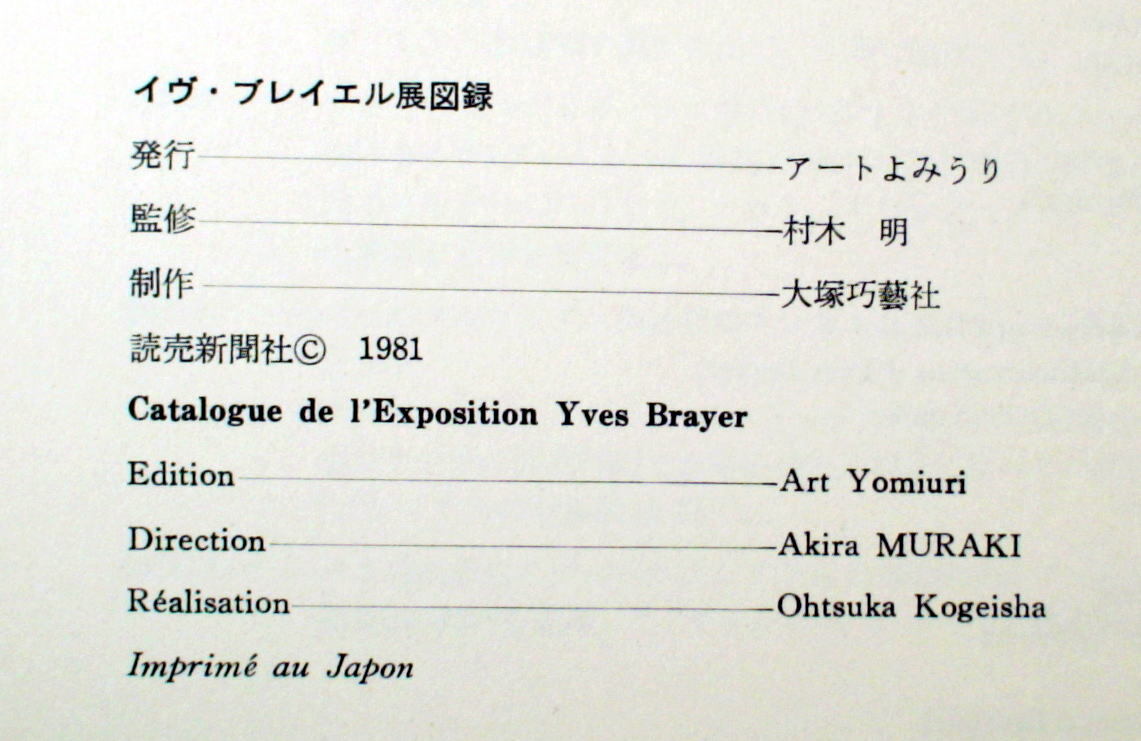 イヴ・ブレイエル展図録
発行――――アートよみうり
監修――――村木　明
制作――――大塚巧藝社
読売新聞社Ⓒ　1981
Catalogue de l'Exposition Yves Brayer
Edition――――Art Yomiuri
Direction――――Akira MURAKI
Réalisation――――Ohtsuka Kogeisha
Imprimé au Japon